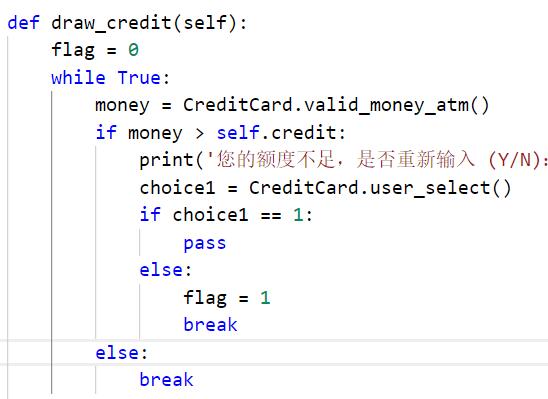 def draw_credit(self):
flag = 0
while True:
money = CreditCard.valid_money_atm()
if money > self.credit:
print('您的额度不足，是否重新输入 (Y/N):
choice1 = CreditCard.user_select()
if choice1 == 1:
pass
else:
flag = 1
break
else:
break